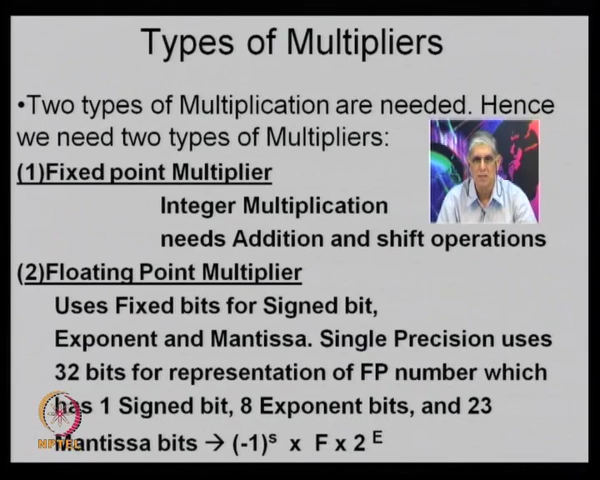 Types of Multipliers
•Two types of Multiplication are needed. Hence
we need two types of Multipliers:
(1)Fixed point Multiplier
Integer Multiplication
needs Addition and shift operations
(2)Floating Point Multiplier
Uses Fixed bits for Signed bit,
Exponent and Mantissa. Single Precision uses
32 bits for representation of FP number which
has 1 Signed bit, 8 Exponent bits, and 23
Mantissa bits → (-1)ˢ x F x 2 ᴱ
NPTEL